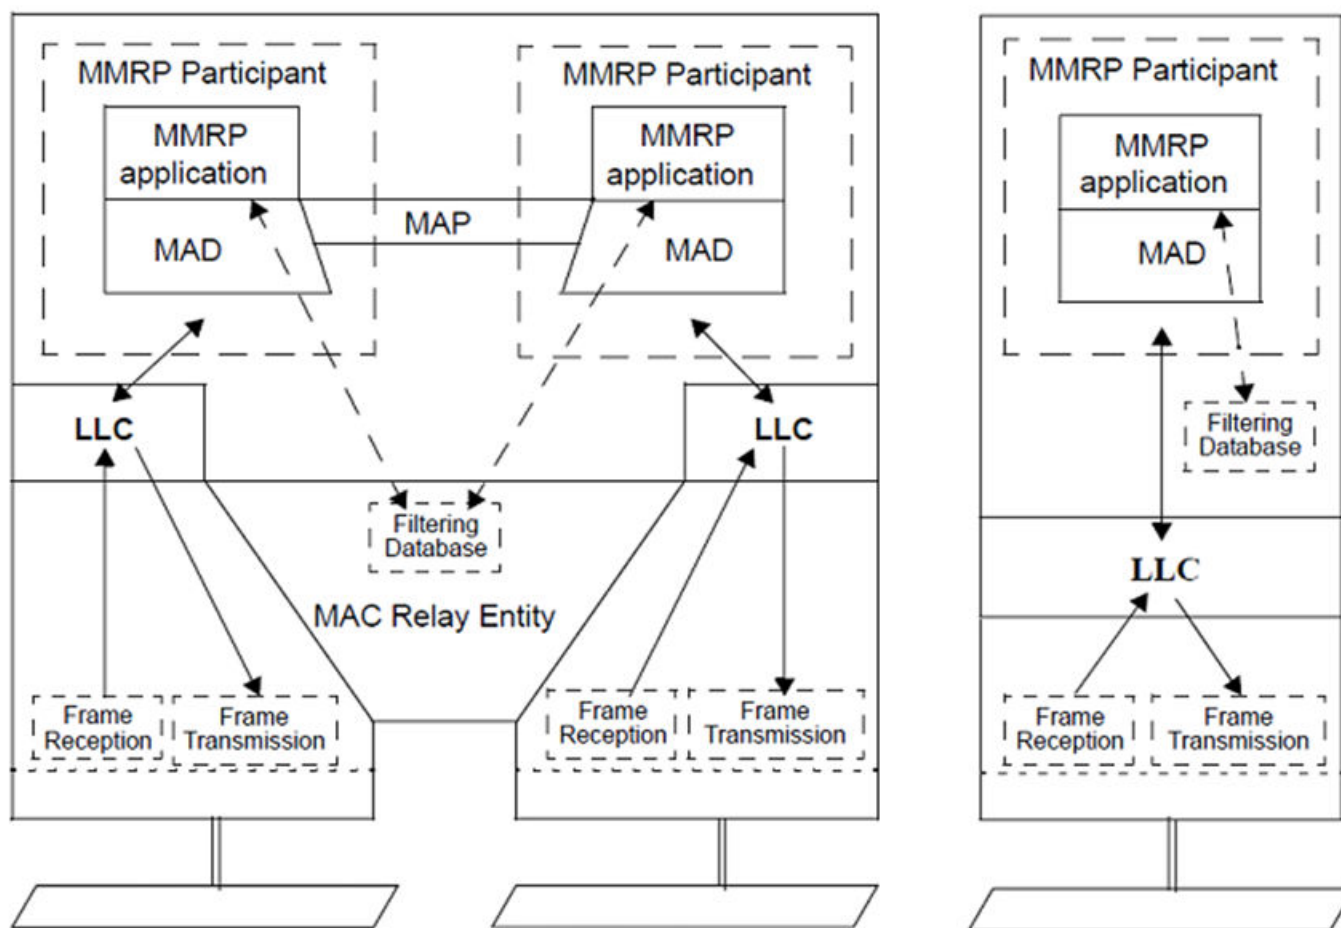 MMRP Participant
MMRP
application
MAD
MAP
MMRP Participant
MMRP
application
MAD
LLC
LLC
Filtering
Database
MAC Relay Entity
Frame
Reception
Frame
Transmission
Frame
Reception
Frame
Transmission
MMRP Participant
MMRP
application
MAD
Filtering
Database
LLC
Frame
Reception
Frame
Transmission